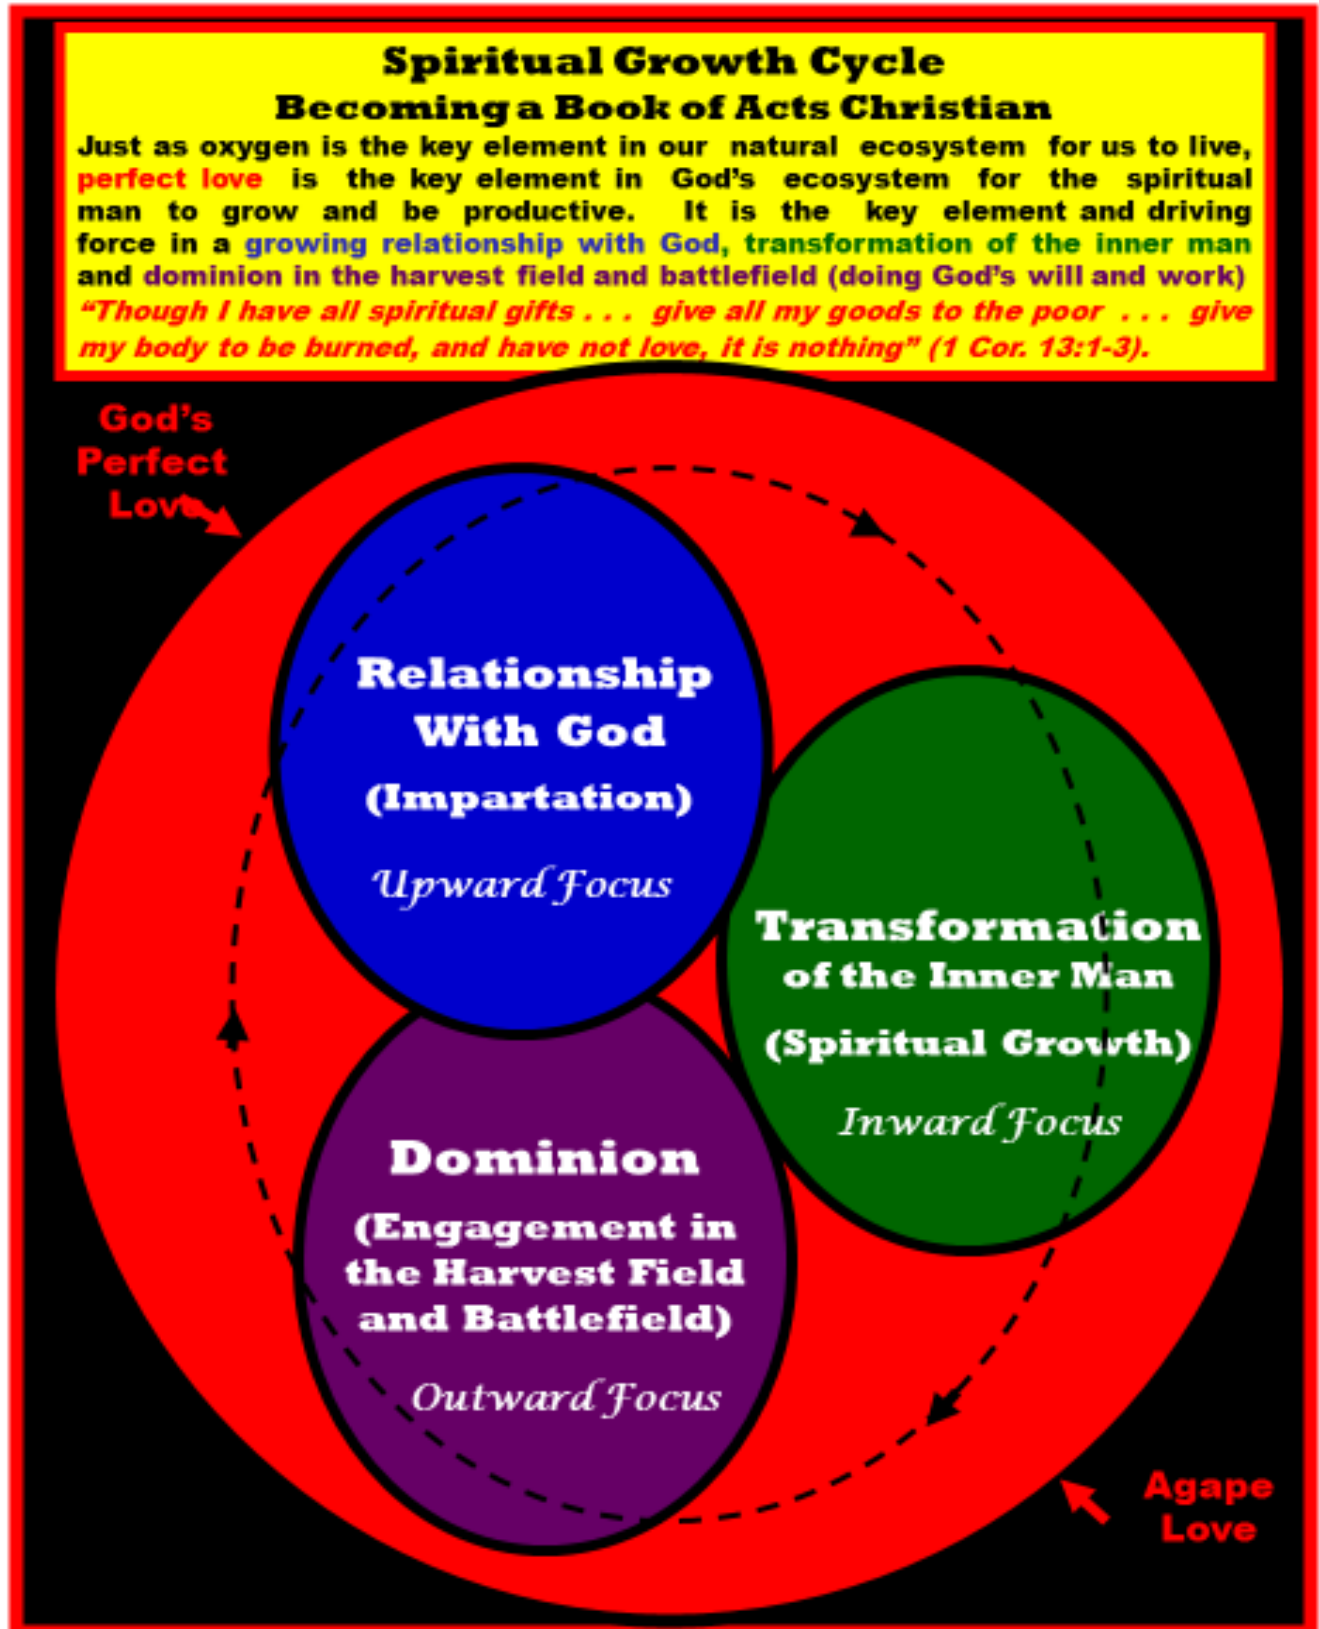 Spiritual Growth Cycle
Becoming a Book of Acts Christian
Just as oxygen is the key element in our natural ecosystem for us to live,
perfect love is the key element in God's ecosystem for the spiritual
man to grow and be productive. It is the key element and driving
force in a growing relationship with God, transformation of the inner man
and dominion in the harvest field and battlefield (doing God's will and work)
“Though I have all spiritual gifts . . . give all my goods to the poor . . . give
my body to be burned, and have not love, it is nothing” (1 Cor. 13:1-3).
God's
Perfect
Love
Relationship
With God
(Impartation)
Upward Focus
Transformation
of the Inner Man
(Spiritual Growth)
Inward Focus
Dominion
(Engagement in
the Harvest Field
and Battlefield)
Outward Focus
Agape
Love